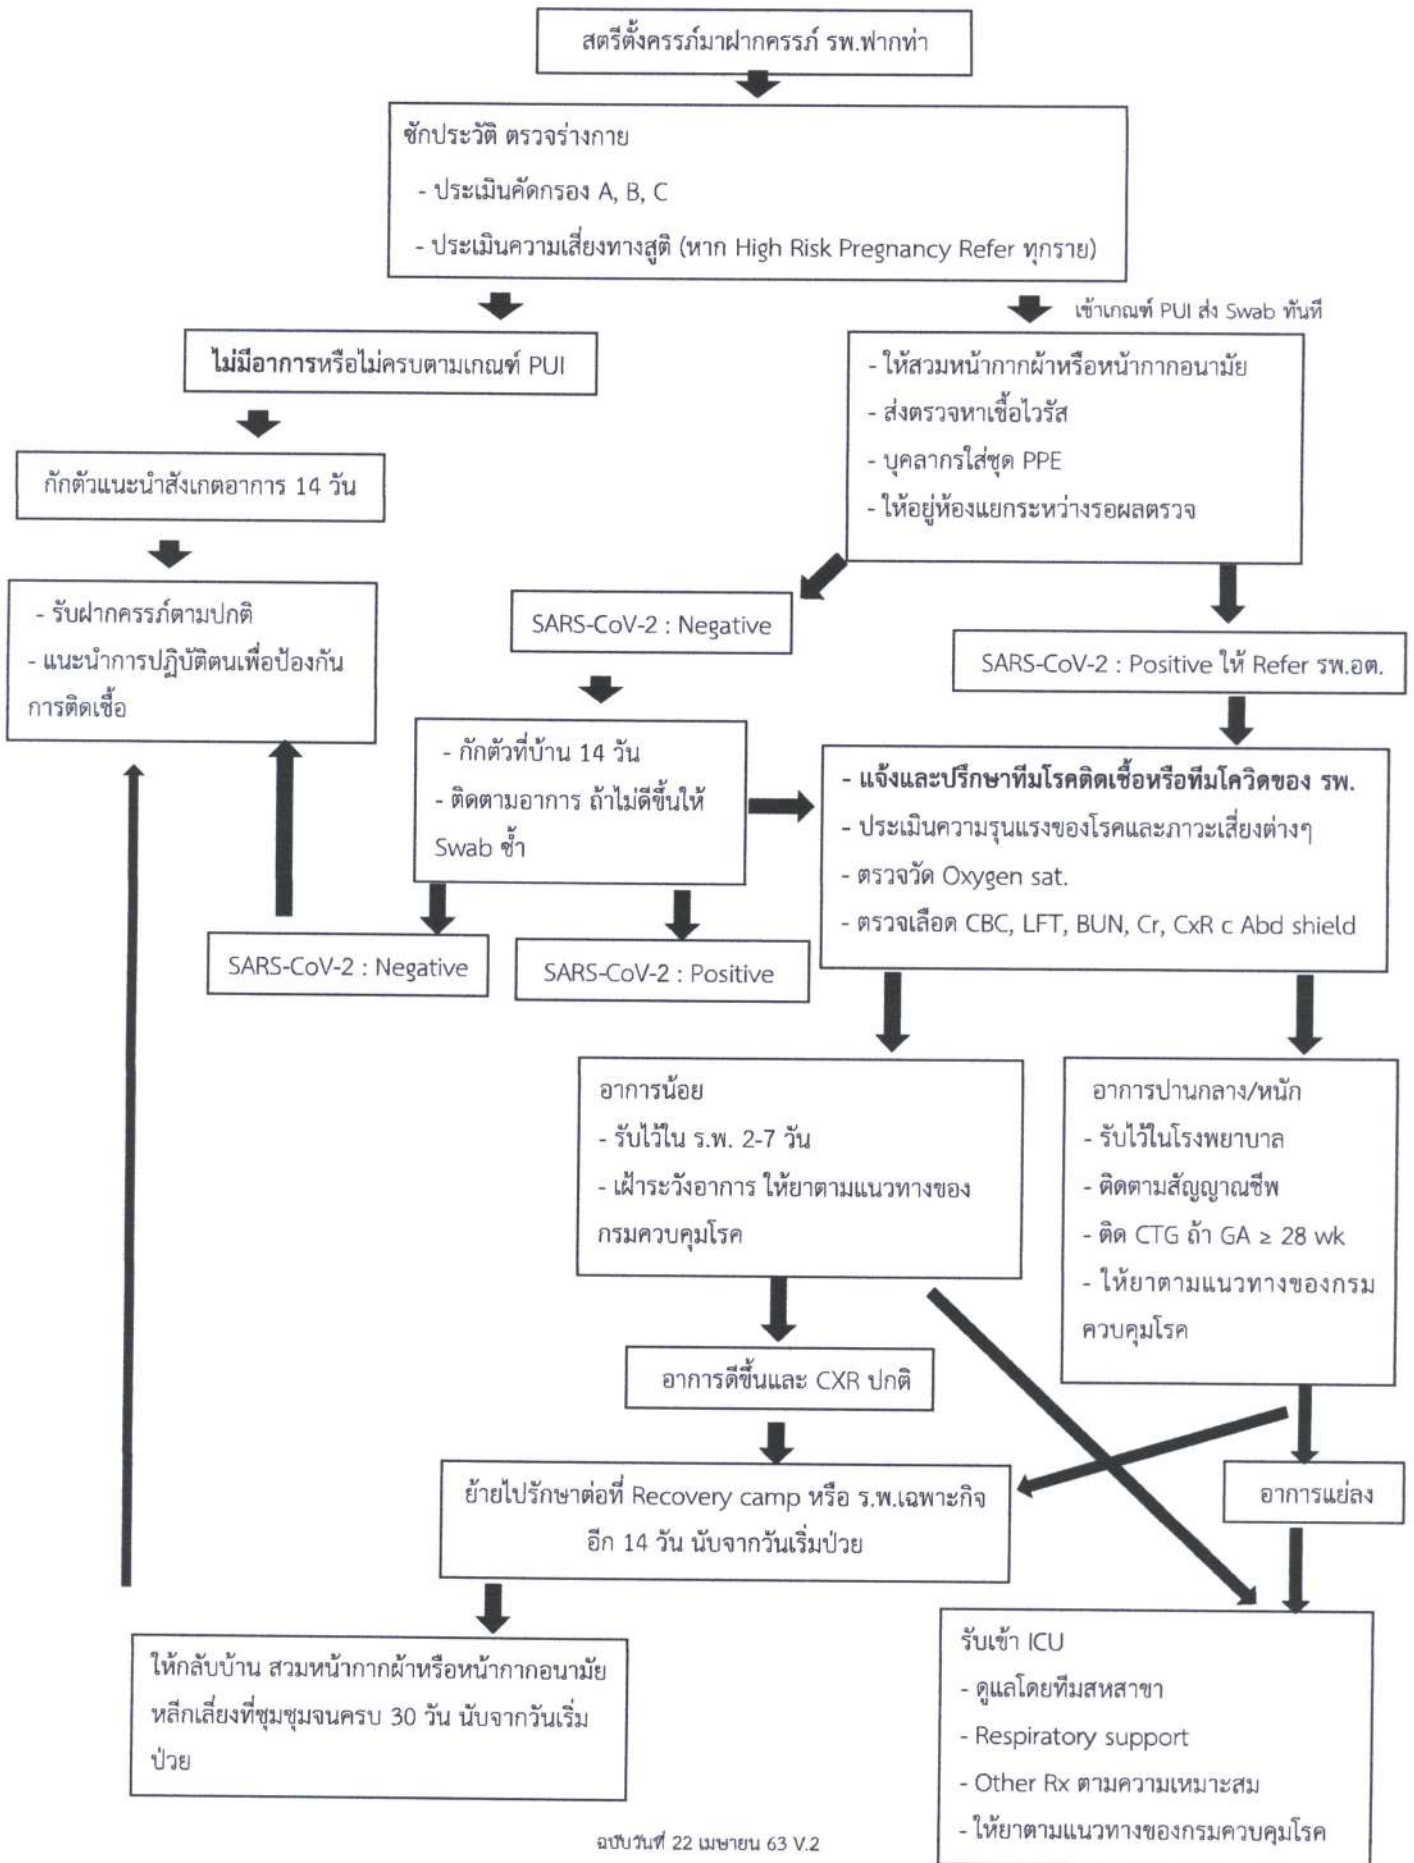 สตรีตั้งครรภ์มาฝากครรภ์ รพ.ฟากท่า
ซักประวัติ ตรวจร่างกาย
- ประเมินคัดกรอง A, B, C
- ประเมินความเสี่ยงทางสูติ (หาก High Risk Pregnancy Refer ทุกราย)
เข้าเกณฑ์ PUI ส่ง Swab ทันที
ไม่มีอาการหรือไม่ครบตามเกณฑ์ PUI
- ให้สวมหน้ากากผ้าหรือหน้ากากอนามัย
- ส่งตรวจหาเชื้อไวรัส
- บุคลากรใส่ชุด PPE
- ให้อยู่ห้องแยกระหว่างรอผลตรวจ
กักตัวแนะนำสังเกตอาการ 14 วัน
- รับฝากครรภ์ตามปกติ
- แนะนำการปฏิบัติตนเพื่อป้องกัน
การติดเชื้อ
SARS-CoV-2 : Negative
SARS-CoV-2 : Positive ให้ Refer รพ.อต.
- กักตัวที่บ้าน 14 วัน
- ติดตามอาการ ถ้าไม่ดีขึ้นให้
Swab ซ้ำ
- แจ้งและปรึกษาทีมโรคติดเชื้อหรือทีมโควิดของ รพ.
- ประเมินความรุนแรงของโรคและภาวะเสี่ยงต่างๆ
- ตรวจวัด Oxygen sat.
- ตรวจเลือด CBC, LFT, BUN, Cr, CxR c Abd shield
SARS-CoV-2 : Negative
SARS-CoV-2 : Positive
อาการน้อย
- รับไว้ใน ร.พ. 2-7 วัน
- เฝ้าระวังอาการ ให้ยาตามแนวทางของ
กรมควบคุมโรค
อาการปานกลาง/หนัก
- รับไว้ในโรงพยาบาล
- ติดตามสัญญาณชีพ
- ติด CTG ถ้า GA ≥ 28 wk
- ให้ยาตามแนวทางของกรม
ควบคุมโรค
อาการดีขึ้นและ CXR ปกติ
ย้ายไปรักษาต่อที่ Recovery camp หรือ ร.พ.เฉพาะกิจ
อีก 14 วัน นับจากวันเริ่มป่วย
อาการแย่ลง
ให้กลับบ้าน สวมหน้ากากผ้าหรือหน้ากากอนามัย
หลีกเลี่ยงที่ชุมชุมจนครบ 30 วัน นับจากวันเริ่ม
ป่วย
รับเข้า ICU
- ดูแลโดยทีมสหสาขา
- Respiratory support
- Other Rx ตามความเหมาะสม
- ให้ยาตามแนวทางของกรมควบคุมโรค
ฉบับวันที่ 22 เมษายน 63 V.2